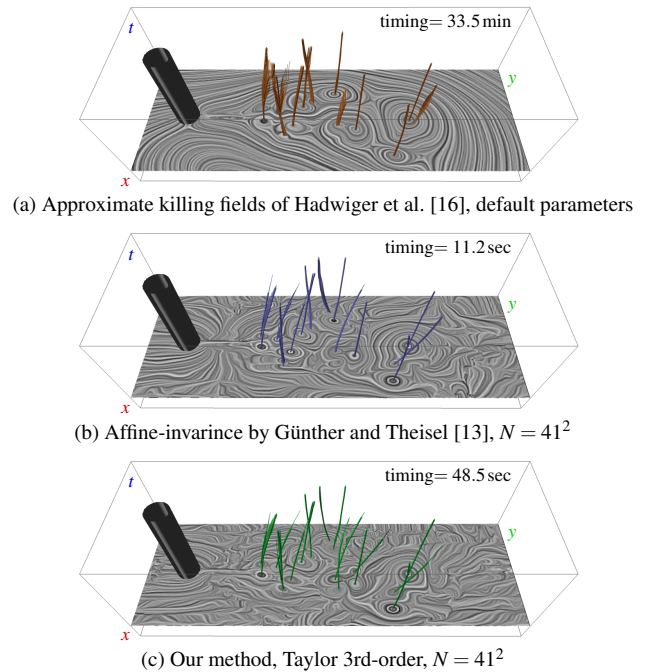 timing= 33.5 min
t
y
x
(a) Approximate killing fields of Hadwiger et al. [16], default parameters
timing= 11.2 sec
t
y
x
(b) Affine-invarince by Günther and Theisel [13], N = 41²
timing= 48.5 sec
t
y
x
(c) Our method, Taylor 3rd-order, N = 41²